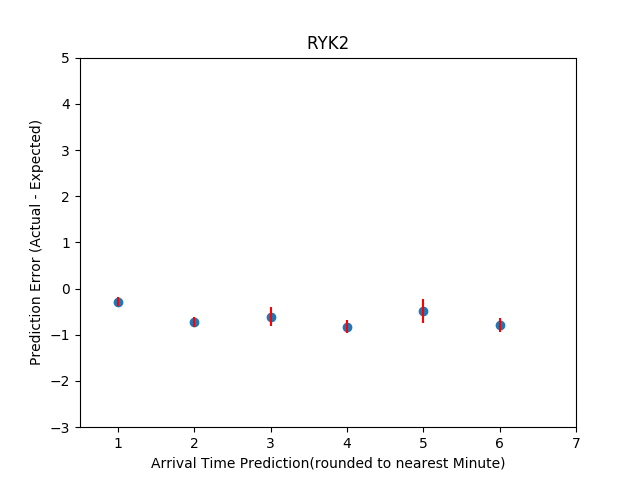 RYK2
Prediction Error (Actual - Expected)
5
4
3
2
1
0
−1
−2
−3
1 2 3 4 5 6 7
Arrival Time Prediction(rounded to nearest Minute)